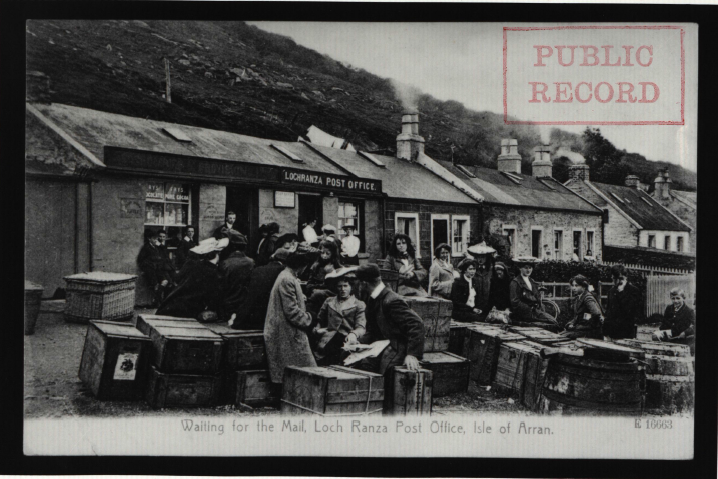 PUBLIC
RECORD
LOCHRANZA POST OFFICE.
Waiting for the Mail, Loch Ranza Post Office, Isle of Arran.
E 16663